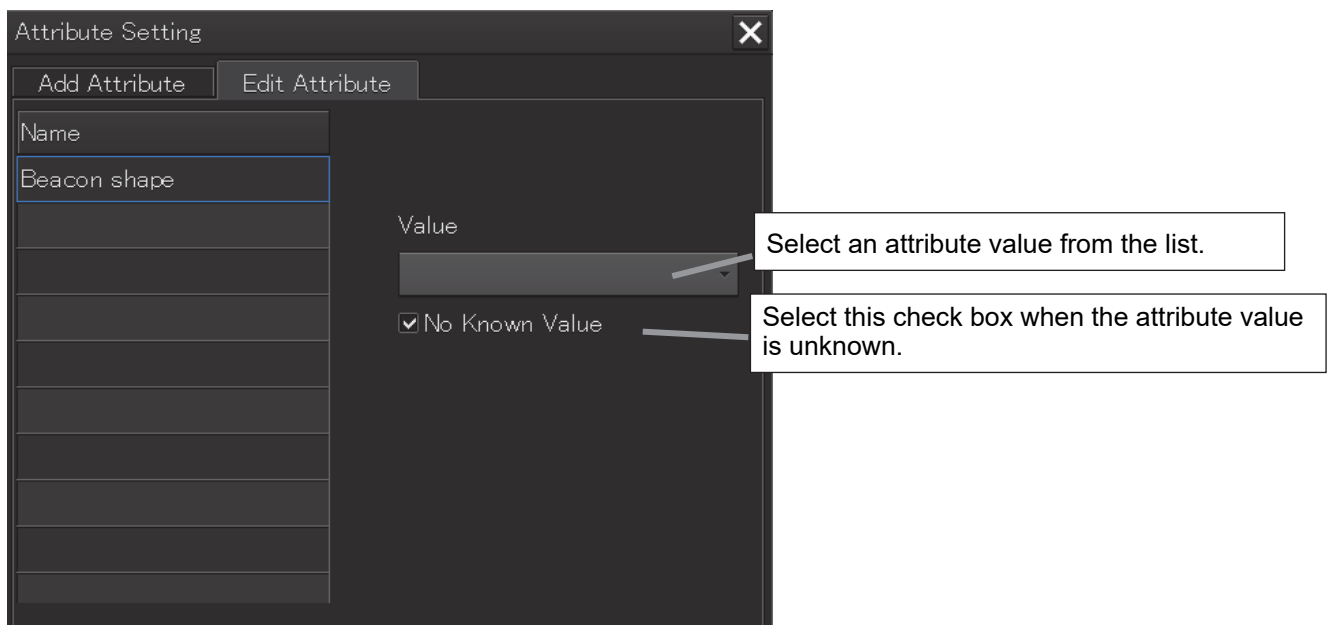 Attribute Setting
Add Attribute
Edit Attribute
Name
Beacon shape
Value
Select an attribute value from the list.
No Known Value
Select this check box when the attribute value
is unknown.